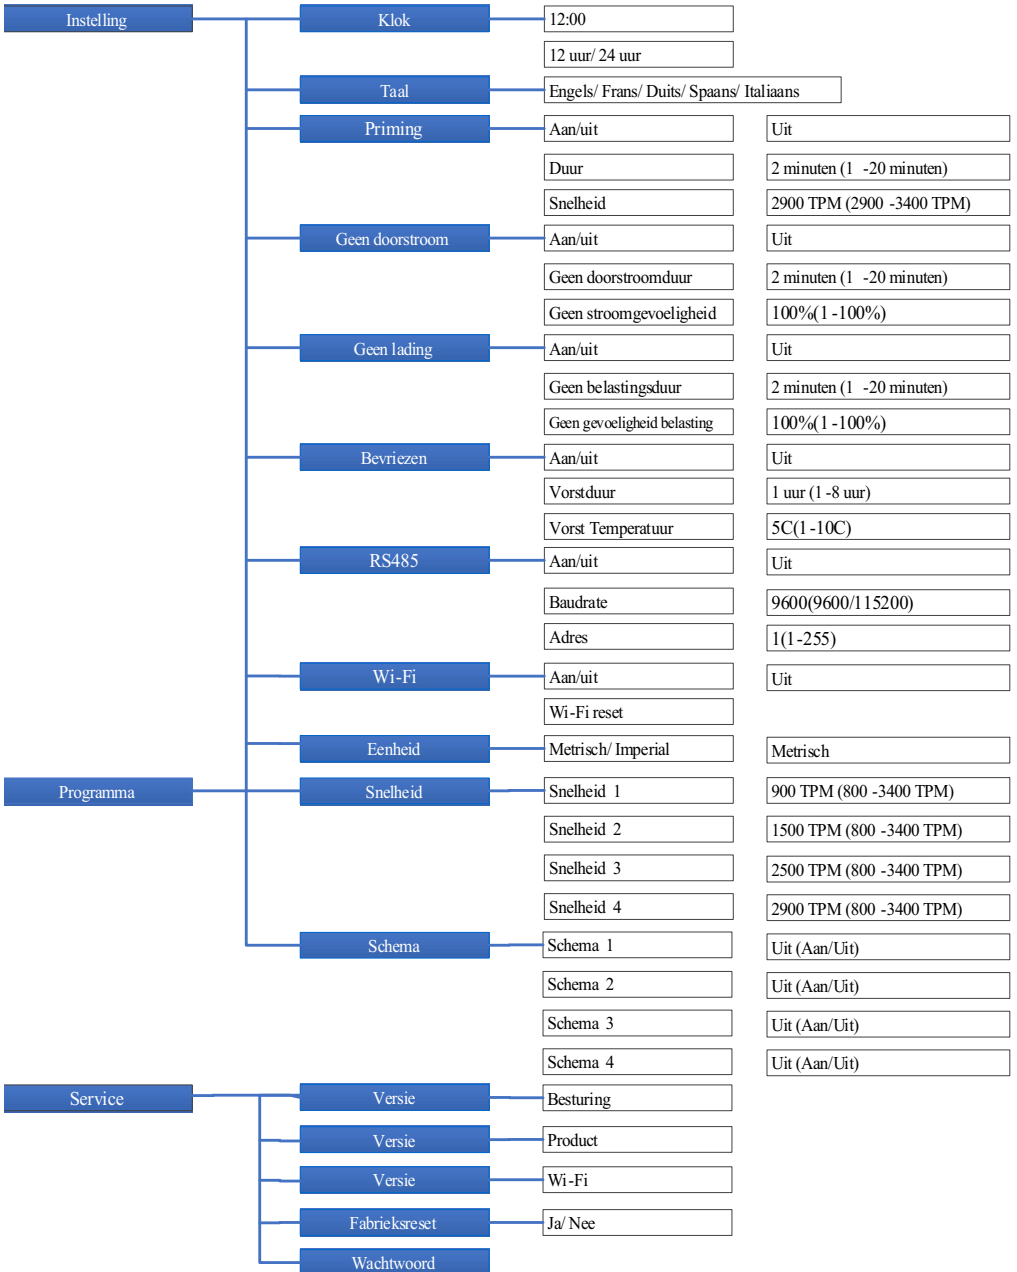 Instelling Klok 12:00
12 uur/ 24 uur
Taal Engels/ Frans/ Duits/ Spaans/ Italiaans
Priming Aan/uit Uit
Duur 2 minuten (1 -20 minuten)
Snelheid 2900 TPM (2900 -3400 TPM)
Geen doorstroom Aan/uit Uit
Geen doorstroomduur 2 minuten (1 -20 minuten)
Geen stroomgevoeligheid 100%(1 -100%)
Geen lading Aan/uit Uit
Geen belastingsduur 2 minuten (1 -20 minuten)
Geen gevoeligheid belasting 100%(1 -100%)
Bevriezen Aan/uit Uit
Vorstduur 1 uur (1 -8 uur)
Vorst Temperatuur 5C(1 -10C)
RS485 Aan/uit Uit
Baudrate 9600(9600/115200)
Adres 1(1 -255)
Wi-Fi Aan/uit Uit
Wi-Fi reset
Eenheid Metrisch/ Imperial Metrisch
Programma Snelheid Snelheid 1 900 TPM (800 -3400 TPM)
Snelheid 2 1500 TPM (800 -3400 TPM)
Snelheid 3 2500 TPM (800 -3400 TPM)
Snelheid 4 2900 TPM (800 -3400 TPM)
Schema Schema 1 Uit (Aan/Uit)
Schema 2 Uit (Aan/Uit)
Schema 3 Uit (Aan/Uit)
Schema 4 Uit (Aan/Uit)
Service Versie Besturing
Versie Product
Versie Wi-Fi
Fabrieksreset Ja/ Nee
Wachtwoord